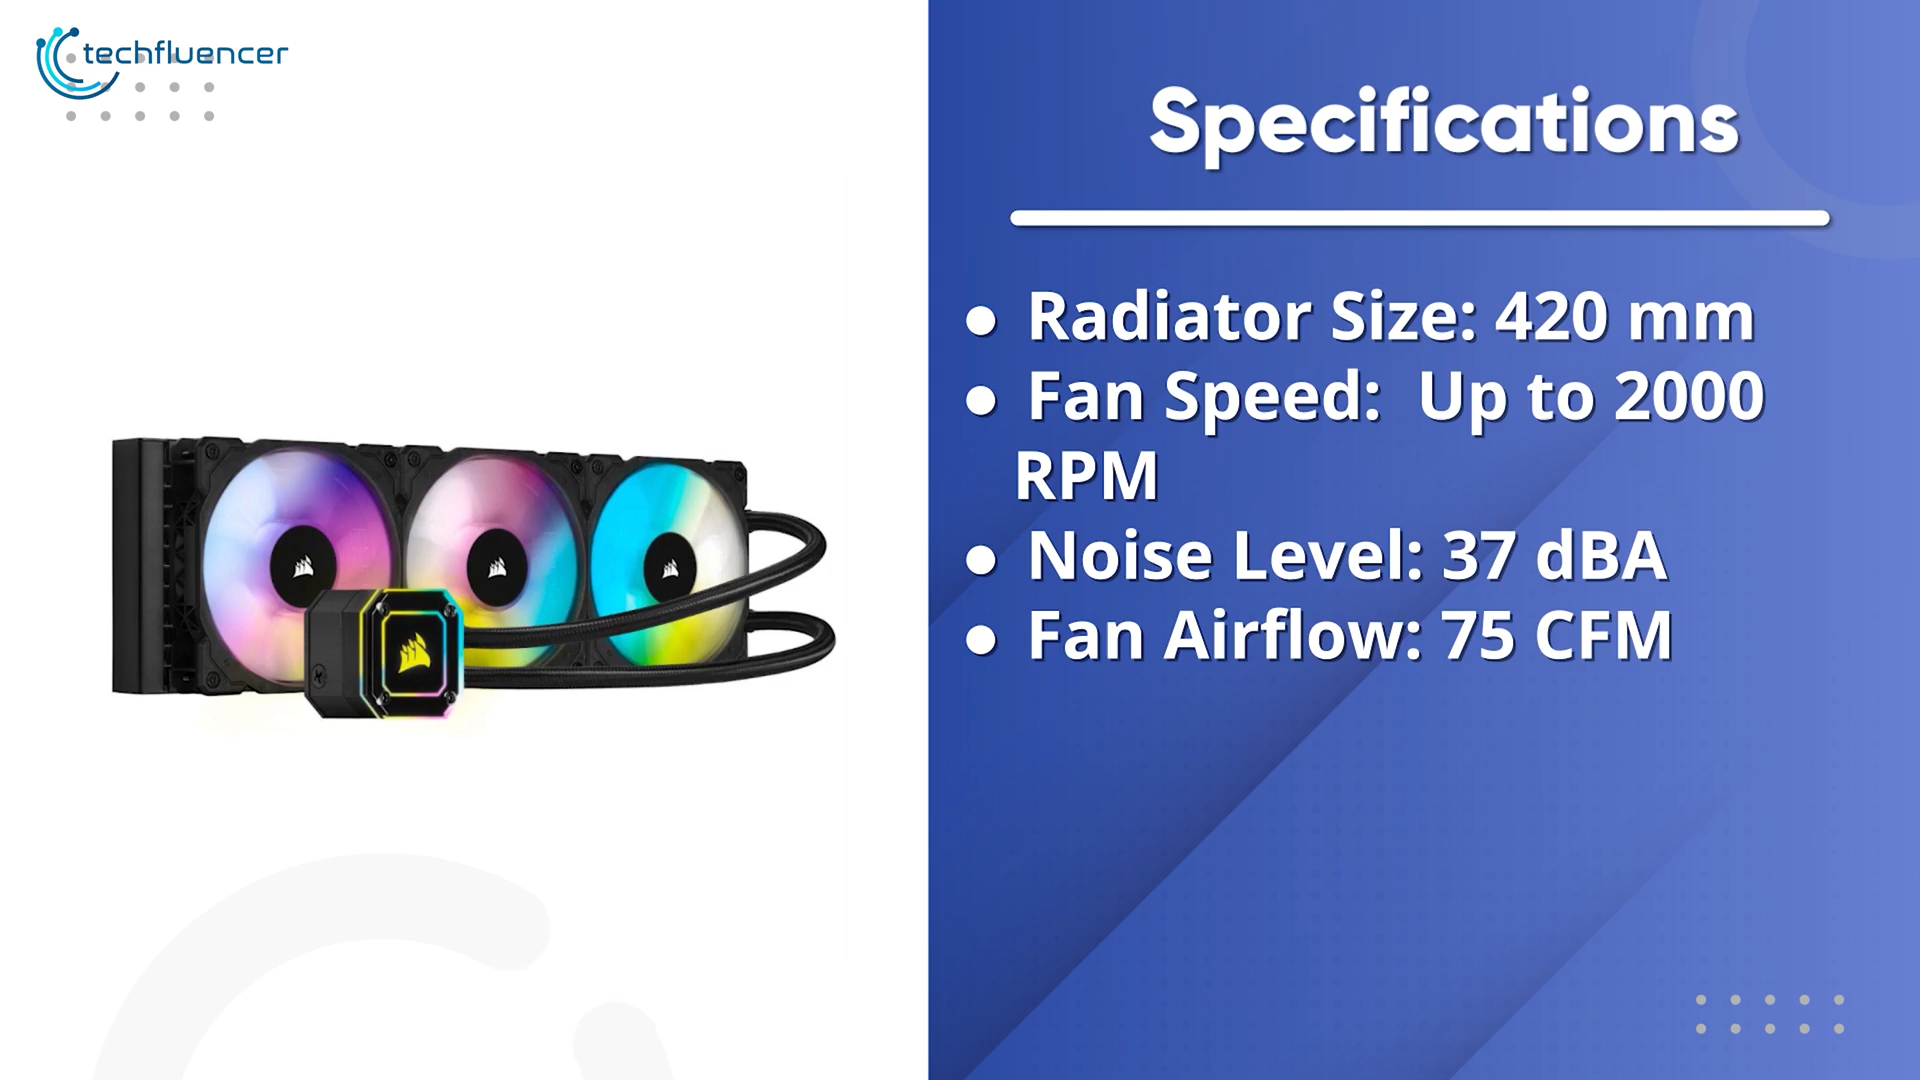 techfluencer
Specifications
● Radiator Size: 420 mm
● Fan Speed:  Up to 2000
RPM
● Noise Level: 37 dBA
● Fan Airflow: 75 CFM